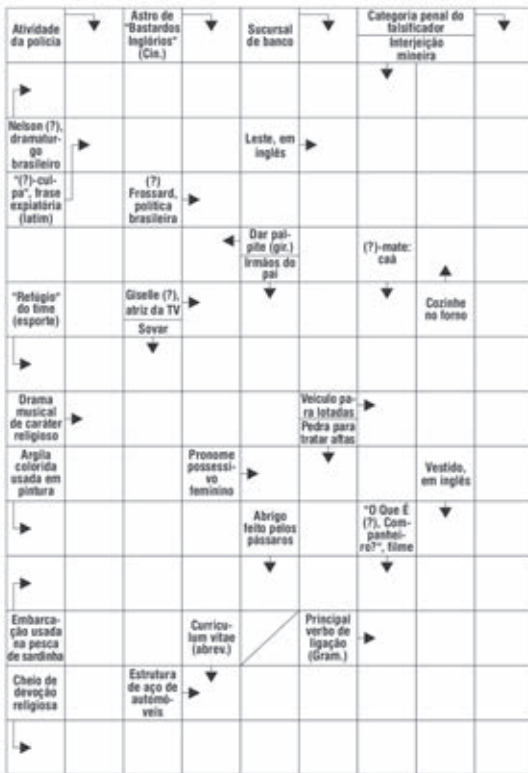 Atividade
da polícia
Astro de
"Bastardos
Inglórios"
(Cin.)
Sucursal
de banco
Categoria penal do
falsificador
Interjeição
mineira
Nelson (?),
dramatur-
go
brasileiro
Leste, em
inglês
"(?)-cul-
pa", frase
expiatória
(latim)
(?)
Frossard,
política
brasileira
Dar pal-
pite (gír.)
Irmãos do
pai
(?)-mate:
caá
"Refúgio"
do time
(esporte)
Giselle (?),
atriz da TV
Sovar
Cozinhe
no forno
Drama
musical
de caráter
religioso
Veículo pa-
ra lotadas
Pedra para
tratar aftas
Argila
colorida
usada em
pintura
Pronome
possessi-
vo
feminino
Vestido,
em inglês
Abrigo
feito pelos
pássaros
"O Que É
(?), Com-
panhei-
ro?", filme
Embarca-
ção usada
na pesca
de sardinha
Curricu-
lum vitae
(abrev.)
Principal
verbo de
ligação
(Gram.)
Cheio de
devoção
religiosa
Estrutura
de aço de
automó-
veis